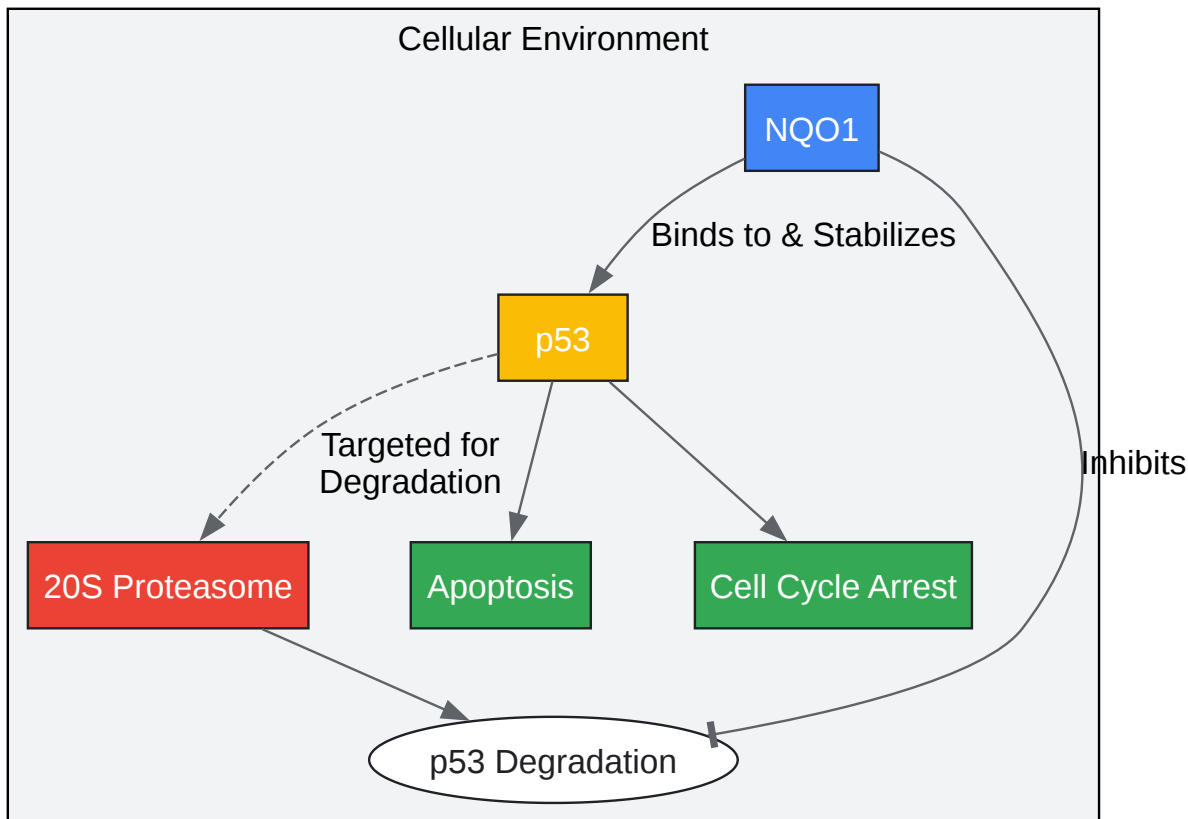 Cellular Environment
NQO1
Binds to & Stabilizes
p53
Targeted for
Degradation
Inhibits
20S Proteasome
Apoptosis
Cell Cycle Arrest
p53 Degradation